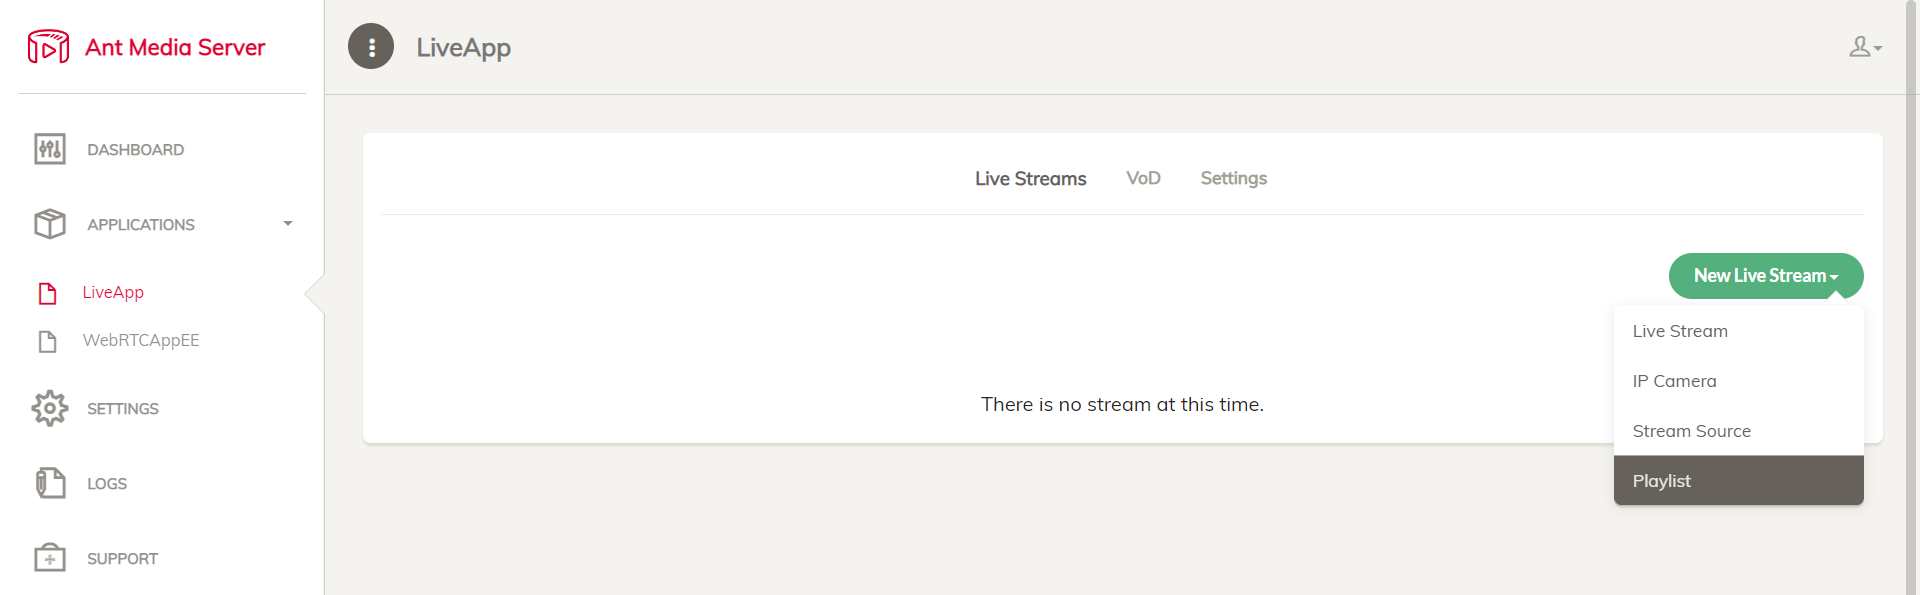 Ant Media Server
LiveApp
DASHBOARD
APPLICATIONS
LiveApp
WebRTCAppEE
SETTINGS
LOGS
SUPPORT
Live Streams VoD Settings
New Live Stream
There is no stream at this time.
Live Stream
IP Camera
Stream Source
Playlist